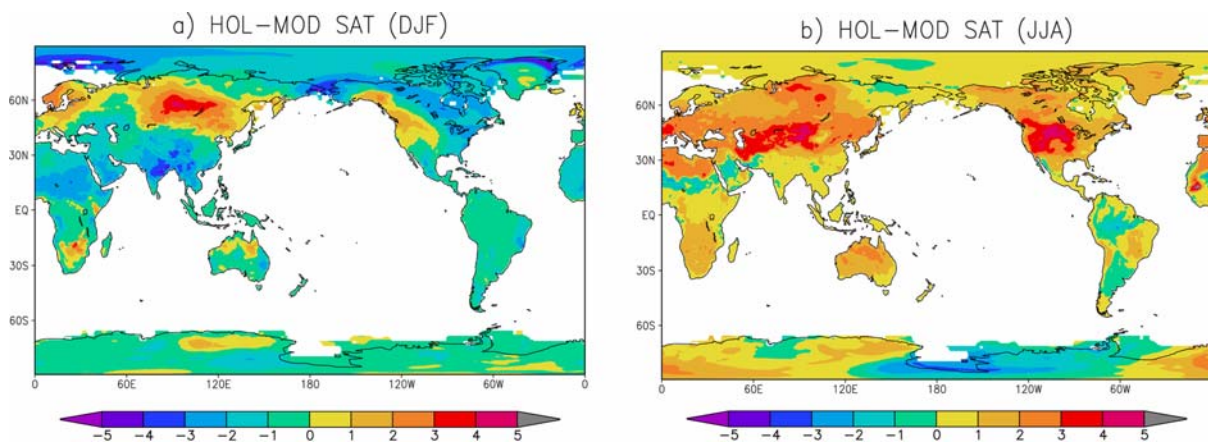 a) HOL−MOD SAT (DJF)
60N
30N
EQ
30S
60S
0 60E 120E 180 120W 60W 0
−5 −4 −3 −2 −1 0 1 2 3 4 5
b) HOL−MOD SAT (JJA)
60N
30N
EQ
30S
60S
0 60E 120E 180 120W 60W
−5 −4 −3 −2 −1 0 1 2 3 4 5